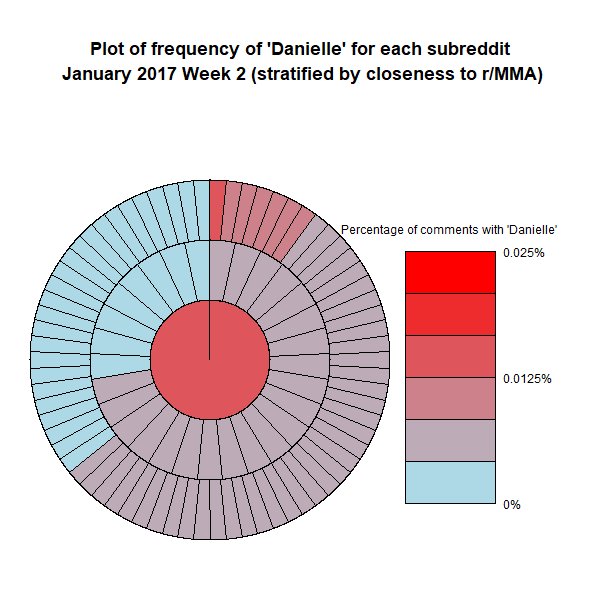 Plot of frequency of 'Danielle' for each subreddit
January 2017 Week 2 (stratified by closeness to r/MMA)
Percentage of comments with 'Danielle'
0.025%
0.0125%
0%